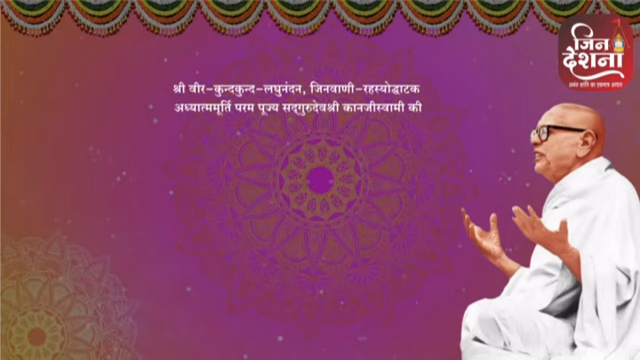 जिन
देशना
श्री वीर-कुन्दकुन्द-लघुनंदन, जिनवाणी-रहस्योद्घाटक
अध्यात्ममूर्ति परम पूज्य सद्गुरुदेवश्री कानजीस्वामी की